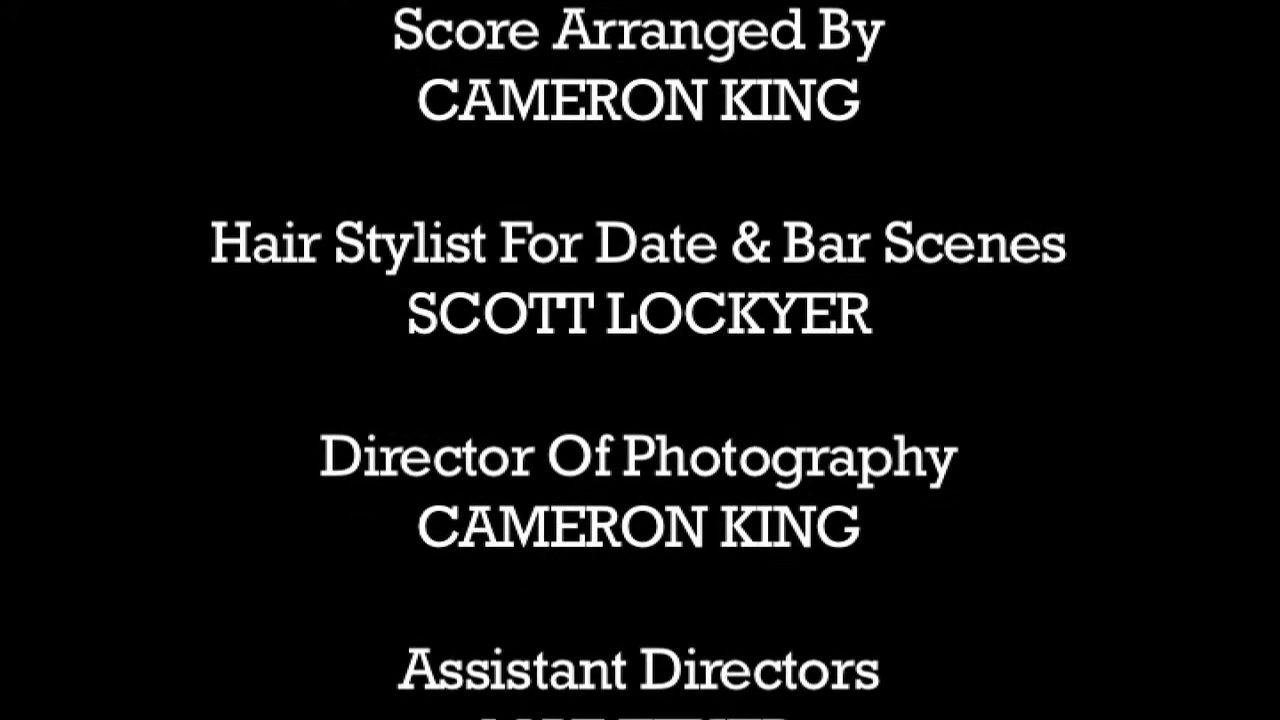 Score Arranged By
CAMERON KING
Hair Stylist For Date & Bar Scenes
SCOTT LOCKYER
Director Of Photography
CAMERON KING
Assistant Directors